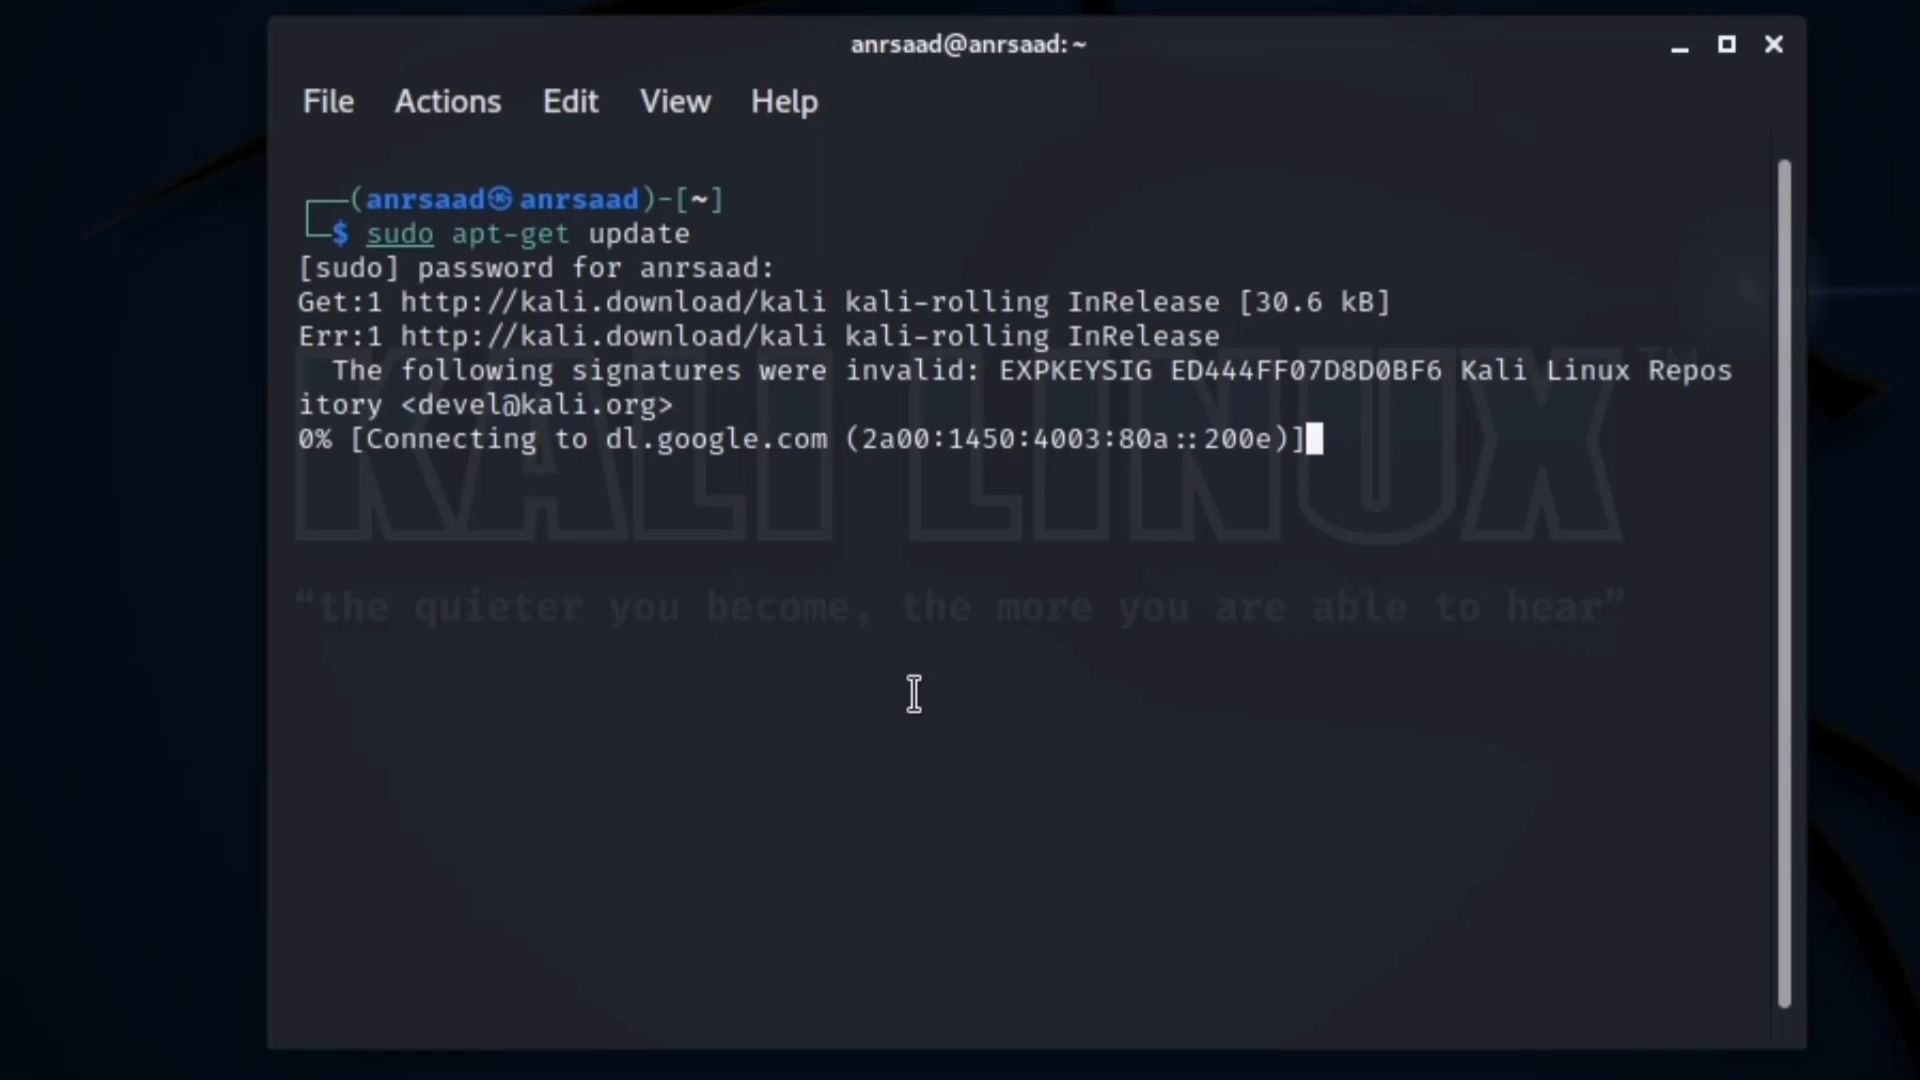 anrsaad@anrsaad: ~
File Actions Edit View Help
(anrsaad㉿anrsaad)-[~]
$ sudo apt-get update
[sudo] password for anrsaad:
Get:1 http://kali.download/kali kali-rolling InRelease [30.6 kB]
Err:1 http://kali.download/kali kali-rolling InRelease
The following signatures were invalid: EXPKEYSIG ED444FF07D8D0BF6 Kali Linux Repos
itory <devel@kali.org>
0% [Connecting to dl.google.com (2a00:1450:4003:80a::200e)]
KALI LINUX™
“the quieter you become, the more you are able to hear”